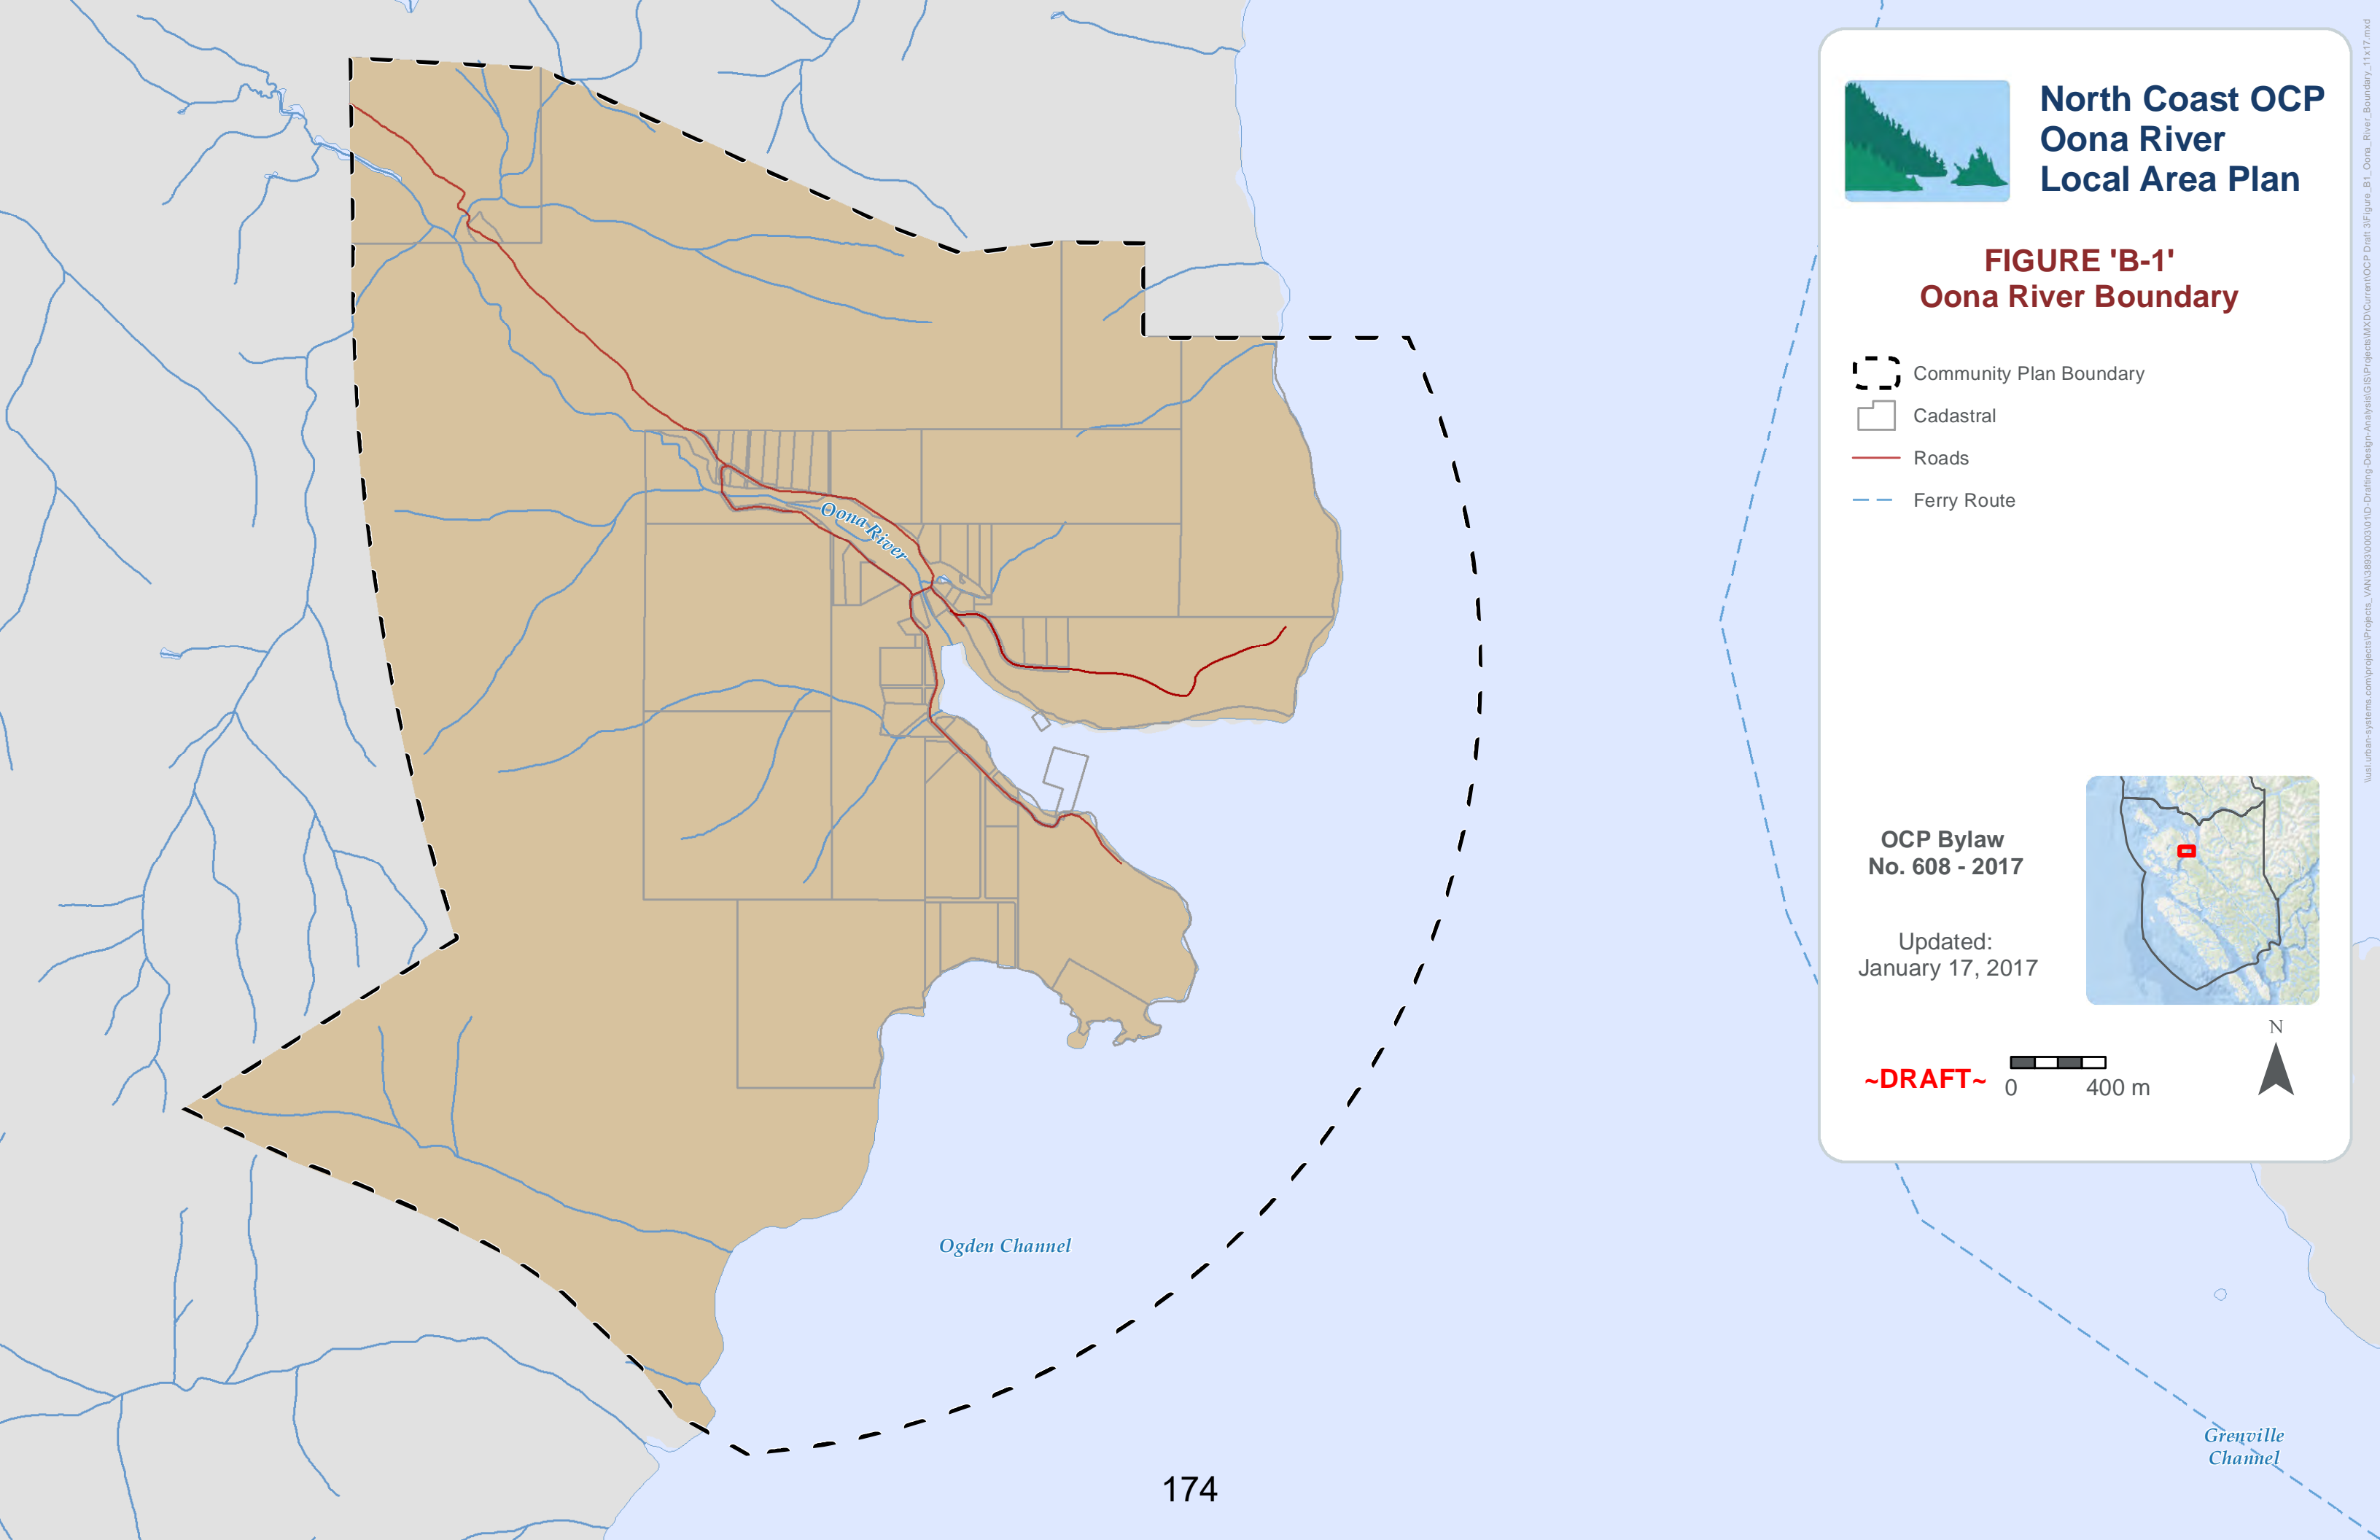 North Coast OCP
Oona River
Local Area Plan
FIGURE 'B-1'
Oona River Boundary
Community Plan Boundary
Cadastral
Roads
Ferry Route
OCP Bylaw
No. 608 - 2017
Updated:
January 17, 2017
N
~DRAFT~
0 400 m
Oona River
Ogden Channel
Grenville
Channel
174